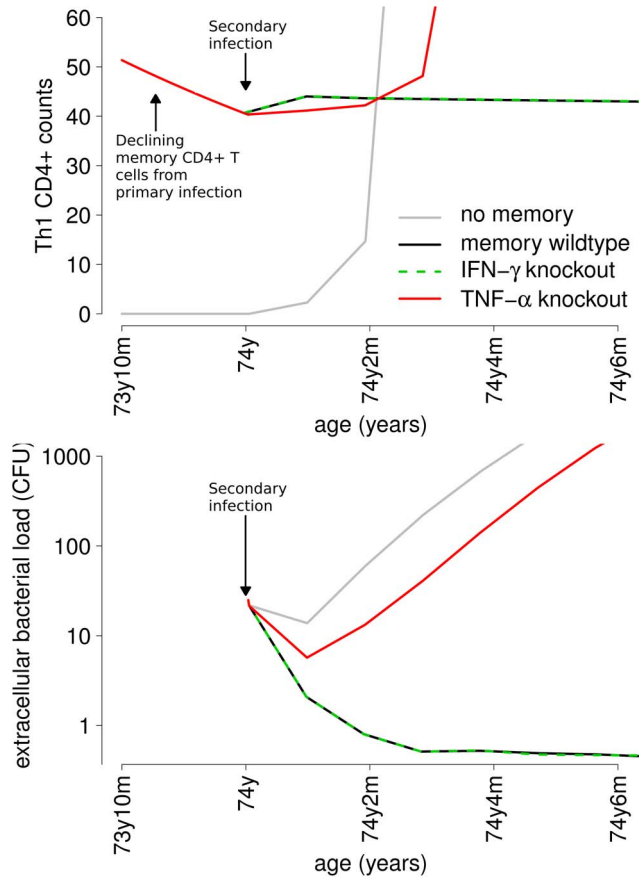 60
50
40
30
20
10
0
Th1 CD4+ counts
Secondary
infection
Declining
memory CD4+ T
cells from
primary infection
no memory
memory wildtype
IFN−γ knockout
TNF−α knockout
73y10m
74y
74y2m
74y4m
74y6m
age (years)
1000
100
10
1
extracellular bacterial load (CFU)
Secondary
infection
73y10m
74y
74y2m
74y4m
74y6m
age (years)